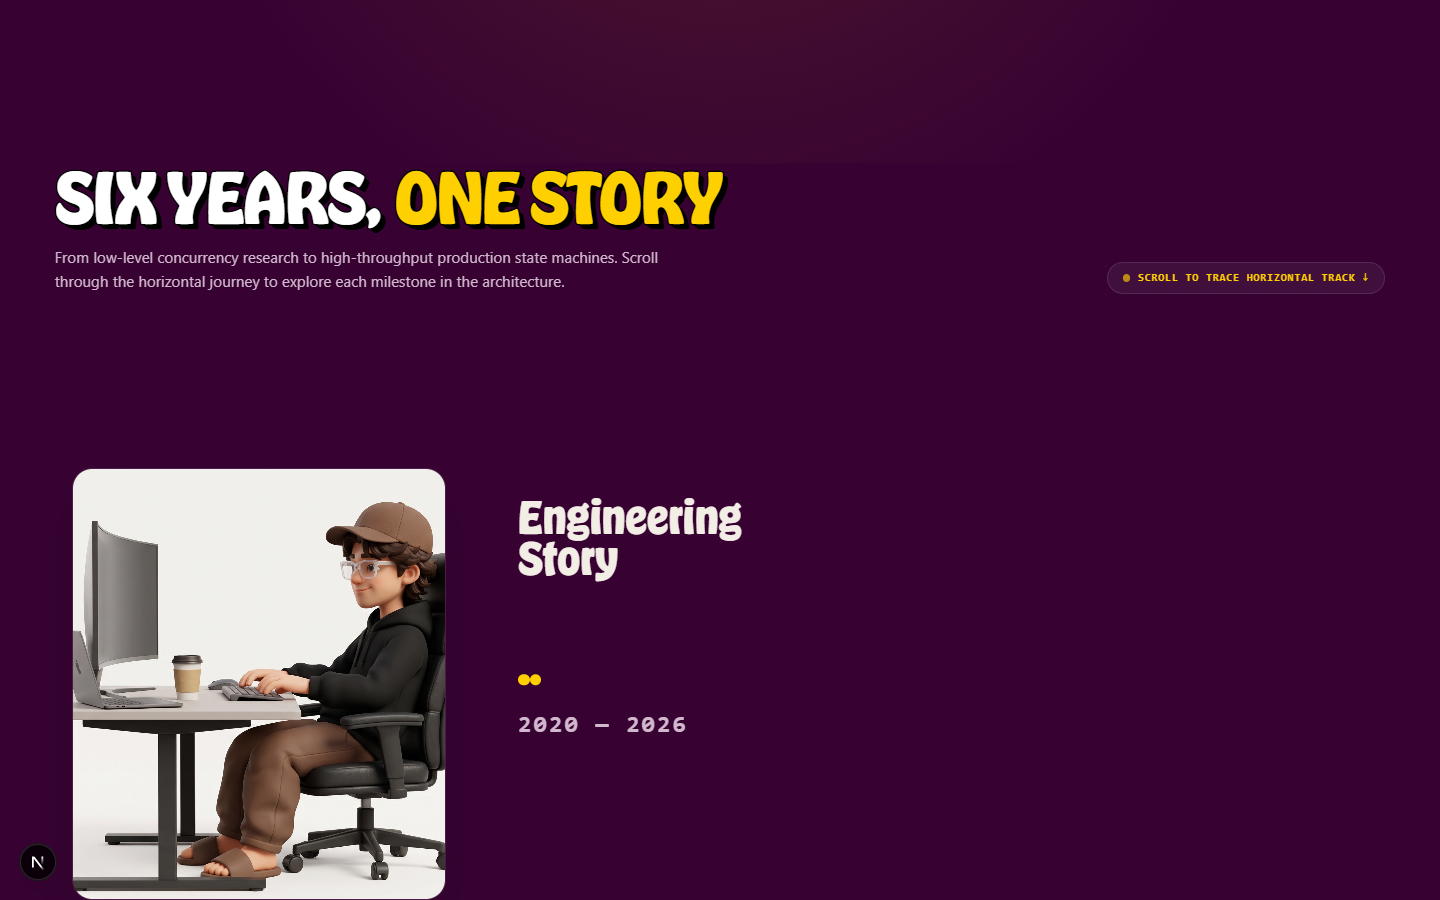 SIX YEARS, ONE STORY
From low-level concurrency research to high-throughput production state machines. Scroll
through the horizontal journey to explore each milestone in the architecture.
SCROLL TO TRACE HORIZONTAL TRACK ↓
Engineering
Story
2020 — 2026
N